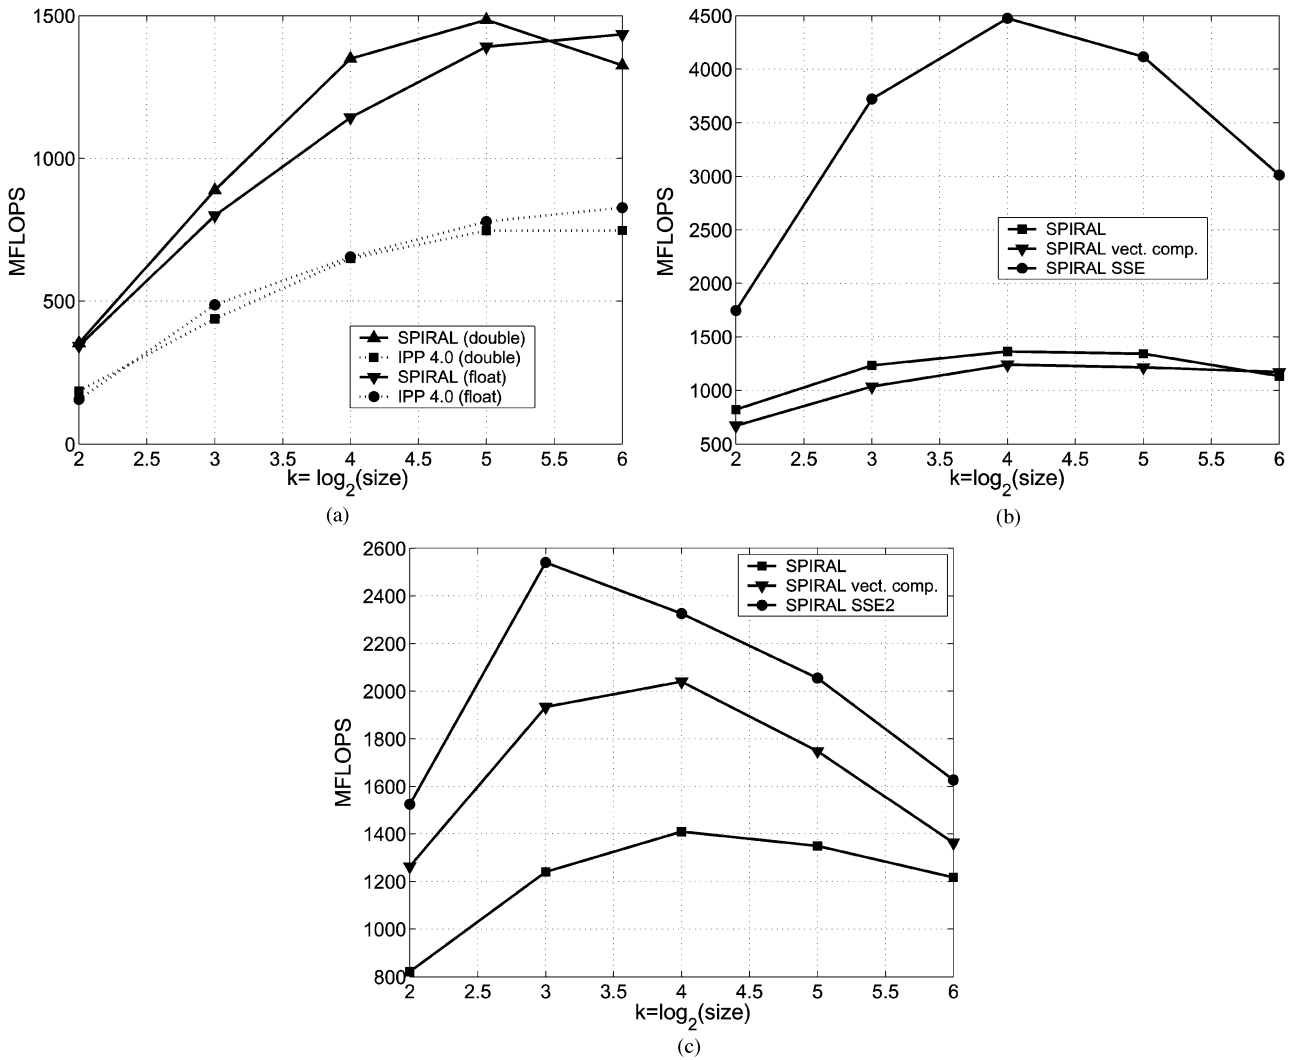 1500
1000
500
0
MFLOPS
SPIRAL (double)
IPP 4.0 (double)
SPIRAL (float)
IPP 4.0 (float)
2 2.5 3 3.5 4 4.5 5 5.5 6
k= log2(size)
(a)
4500
4000
3500
3000
2500
2000
1500
1000
500
MFLOPS
SPIRAL
SPIRAL vect. comp.
SPIRAL SSE
2 2.5 3 3.5 4 4.5 5 5.5 6
k=log2(size)
(b)
2600
2400
2200
2000
1800
1600
1400
1200
1000
800
MFLOPS
SPIRAL
SPIRAL vect. comp.
SPIRAL SSE2
2 2.5 3 3.5 4 4.5 5 5.5 6
k=log2(size)
(c)